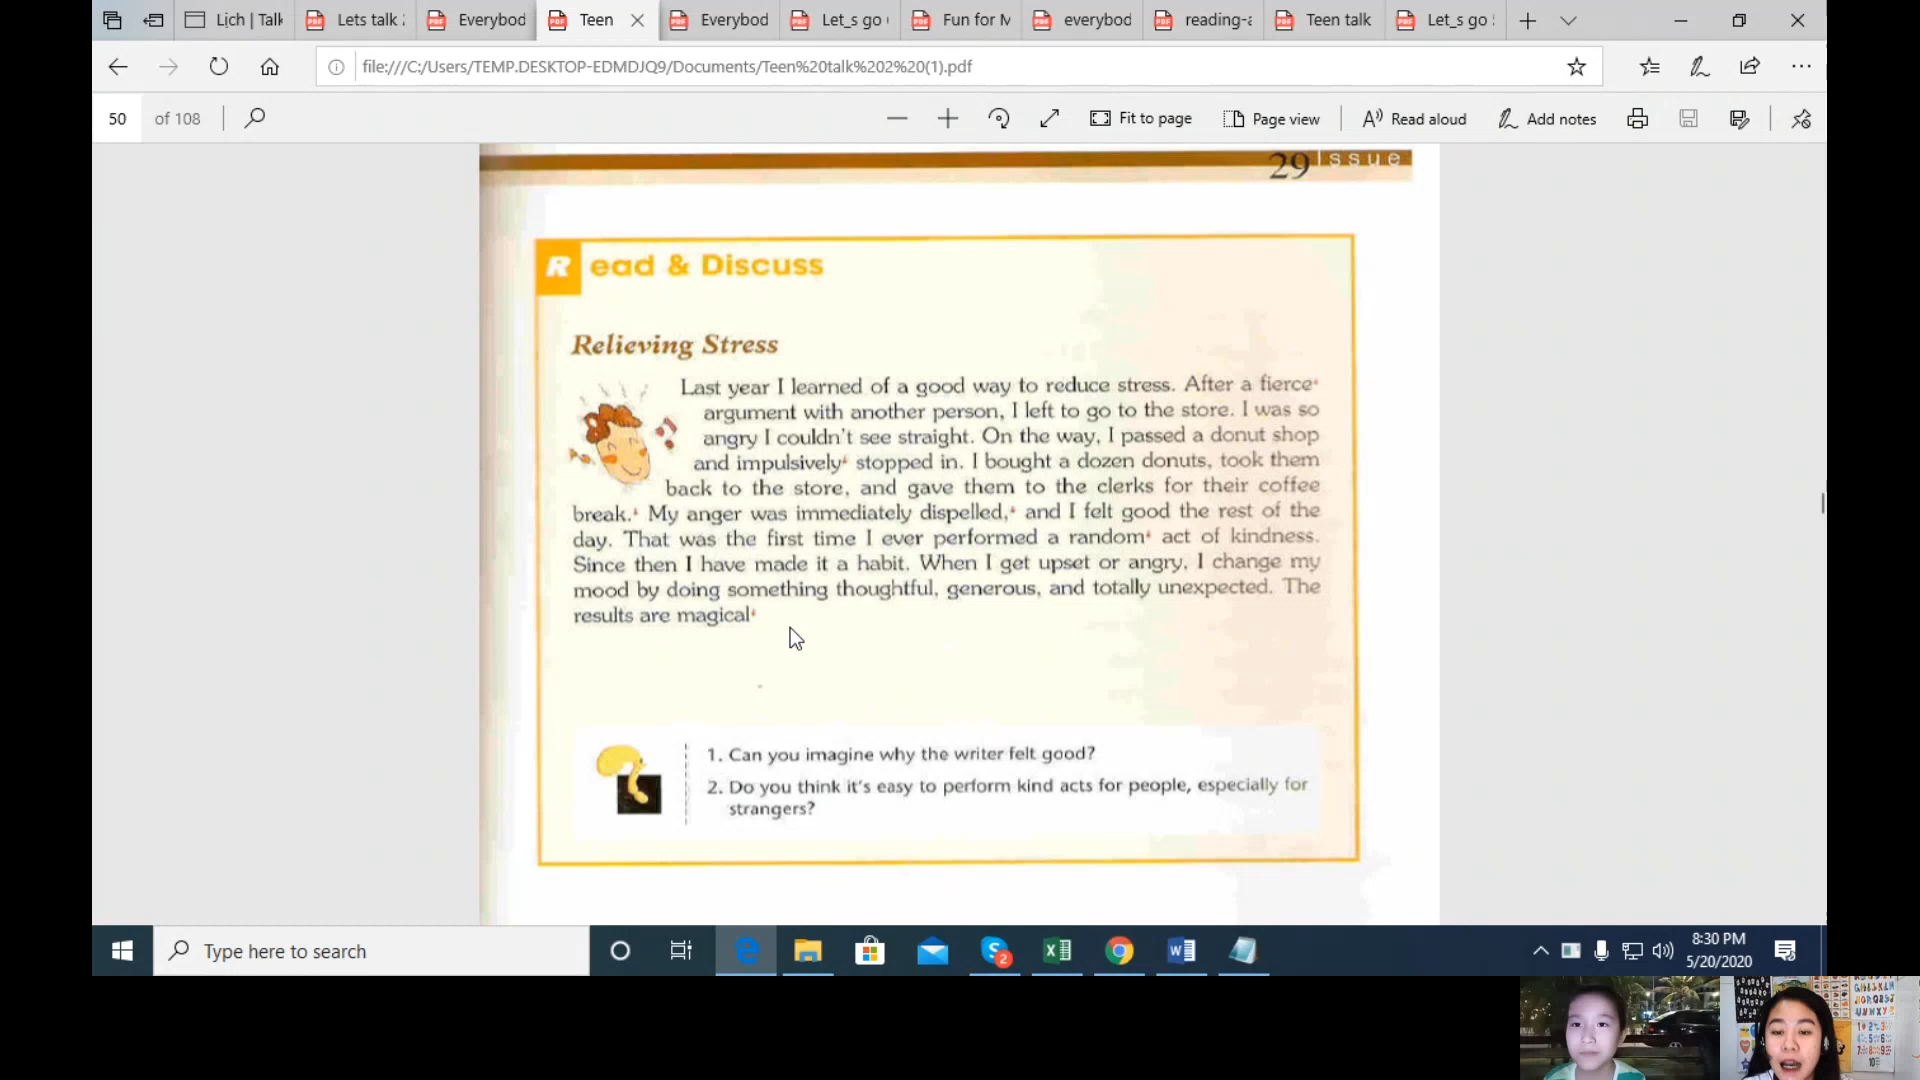 Lịch | Talk
Lets talk
Everybod
Teen
Everybod
Let_s go
Fun for M
everybod
reading-a
Teen talk
Let_s go
file:///C:/Users/TEMP.DESKTOP-EDMDJQ9/Documents/Teen%20talk%202%20(1).pdf
50 of 108
Fit to page
Page view
Read aloud
Add notes
29 Issue
Read & Discuss
Relieving Stress
Last year I learned of a good way to reduce stress. After a fierce
argument with another person, I left to go to the store. I was so
angry I couldn't see straight. On the way, I passed a donut shop
and impulsively stopped in. I bought a dozen donuts, took them
back to the store, and gave them to the clerks for their coffee
break. My anger was immediately dispelled, and I felt good the rest of the
day. That was the first time I ever performed a random act of kindness.
Since then I have made it a habit. When I get upset or angry, I change my
mood by doing something thoughtful, generous, and totally unexpected. The
results are magical
1. Can you imagine why the writer felt good?
2. Do you think it's easy to perform kind acts for people, especially for
strangers?
Type here to search
2
8:30 PM
5/20/2020